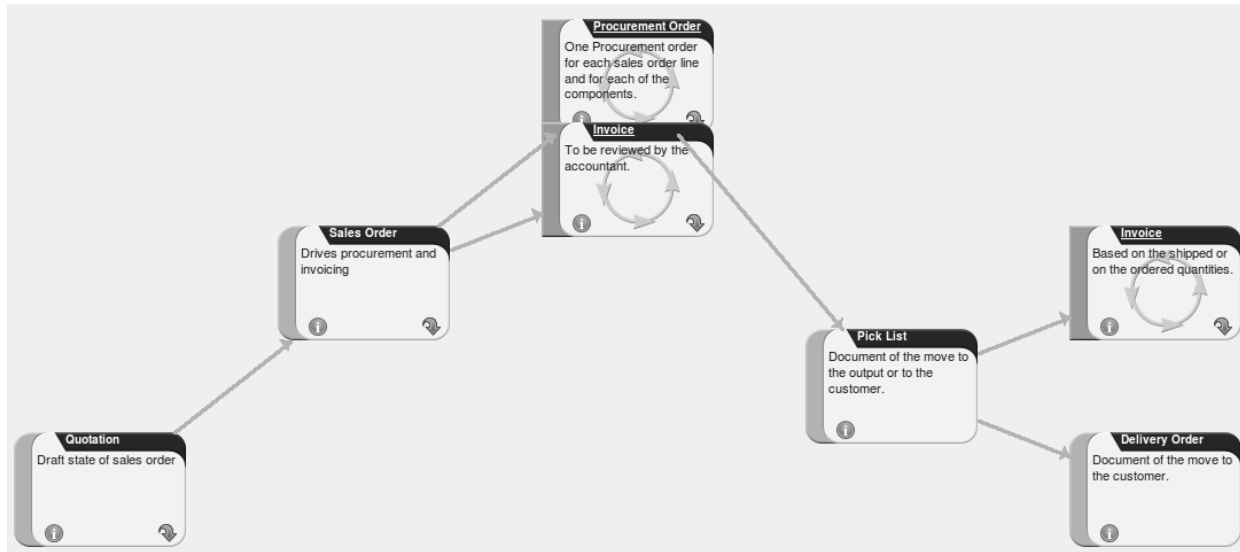 Procurement Order
One Procurement order
for each sales order line
and for each of the
components.
Invoice
To be reviewed by the
accountant.
Sales Order
Drives procurement and
invoicing
Invoice
Based on the shipped or
on the ordered quantities.
Pick List
Document of the move to
the output or to the
customer.
Quotation
Draft state of sales order
Delivery Order
Document of the move to
the customer.